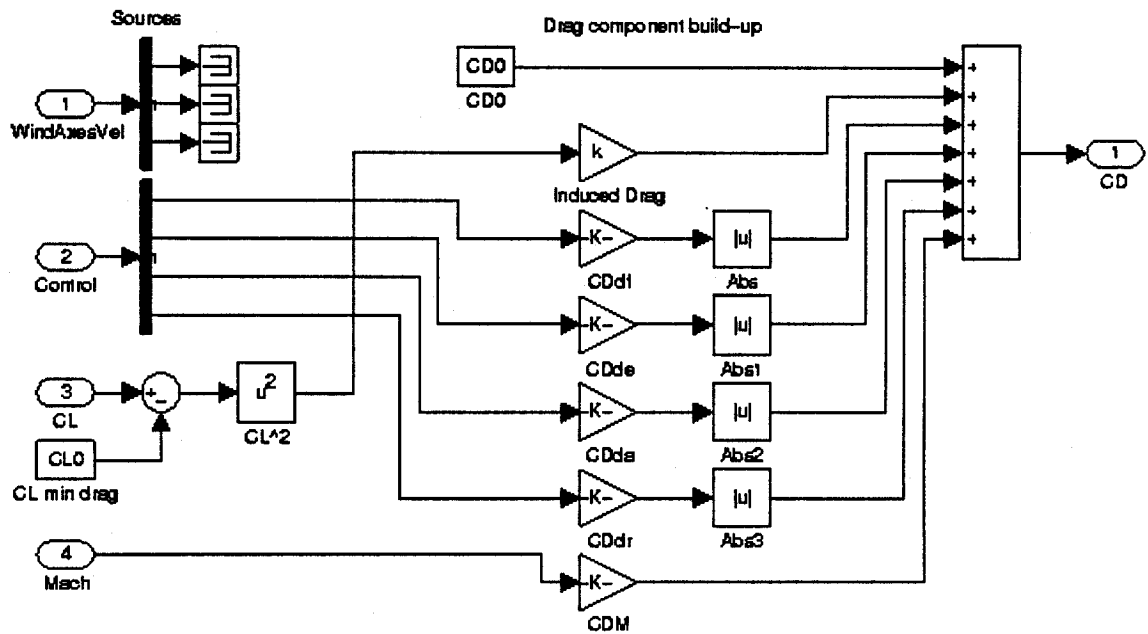 Sources
Drag component build-up
1
WindAxesVel
CD0
CD0
+
+
+
+
+
+
+
k
Induced Drag
1
CD
2
Control
-K-
CDdf
|u|
Abs
-K-
CDde
|u|
Abs1
3
CL
+
-
u²
CL^2
CL0
CL min drag
-K-
CDda
|u|
Abs2
-K-
CDdr
|u|
Abs3
4
Mach
-K-
CDM